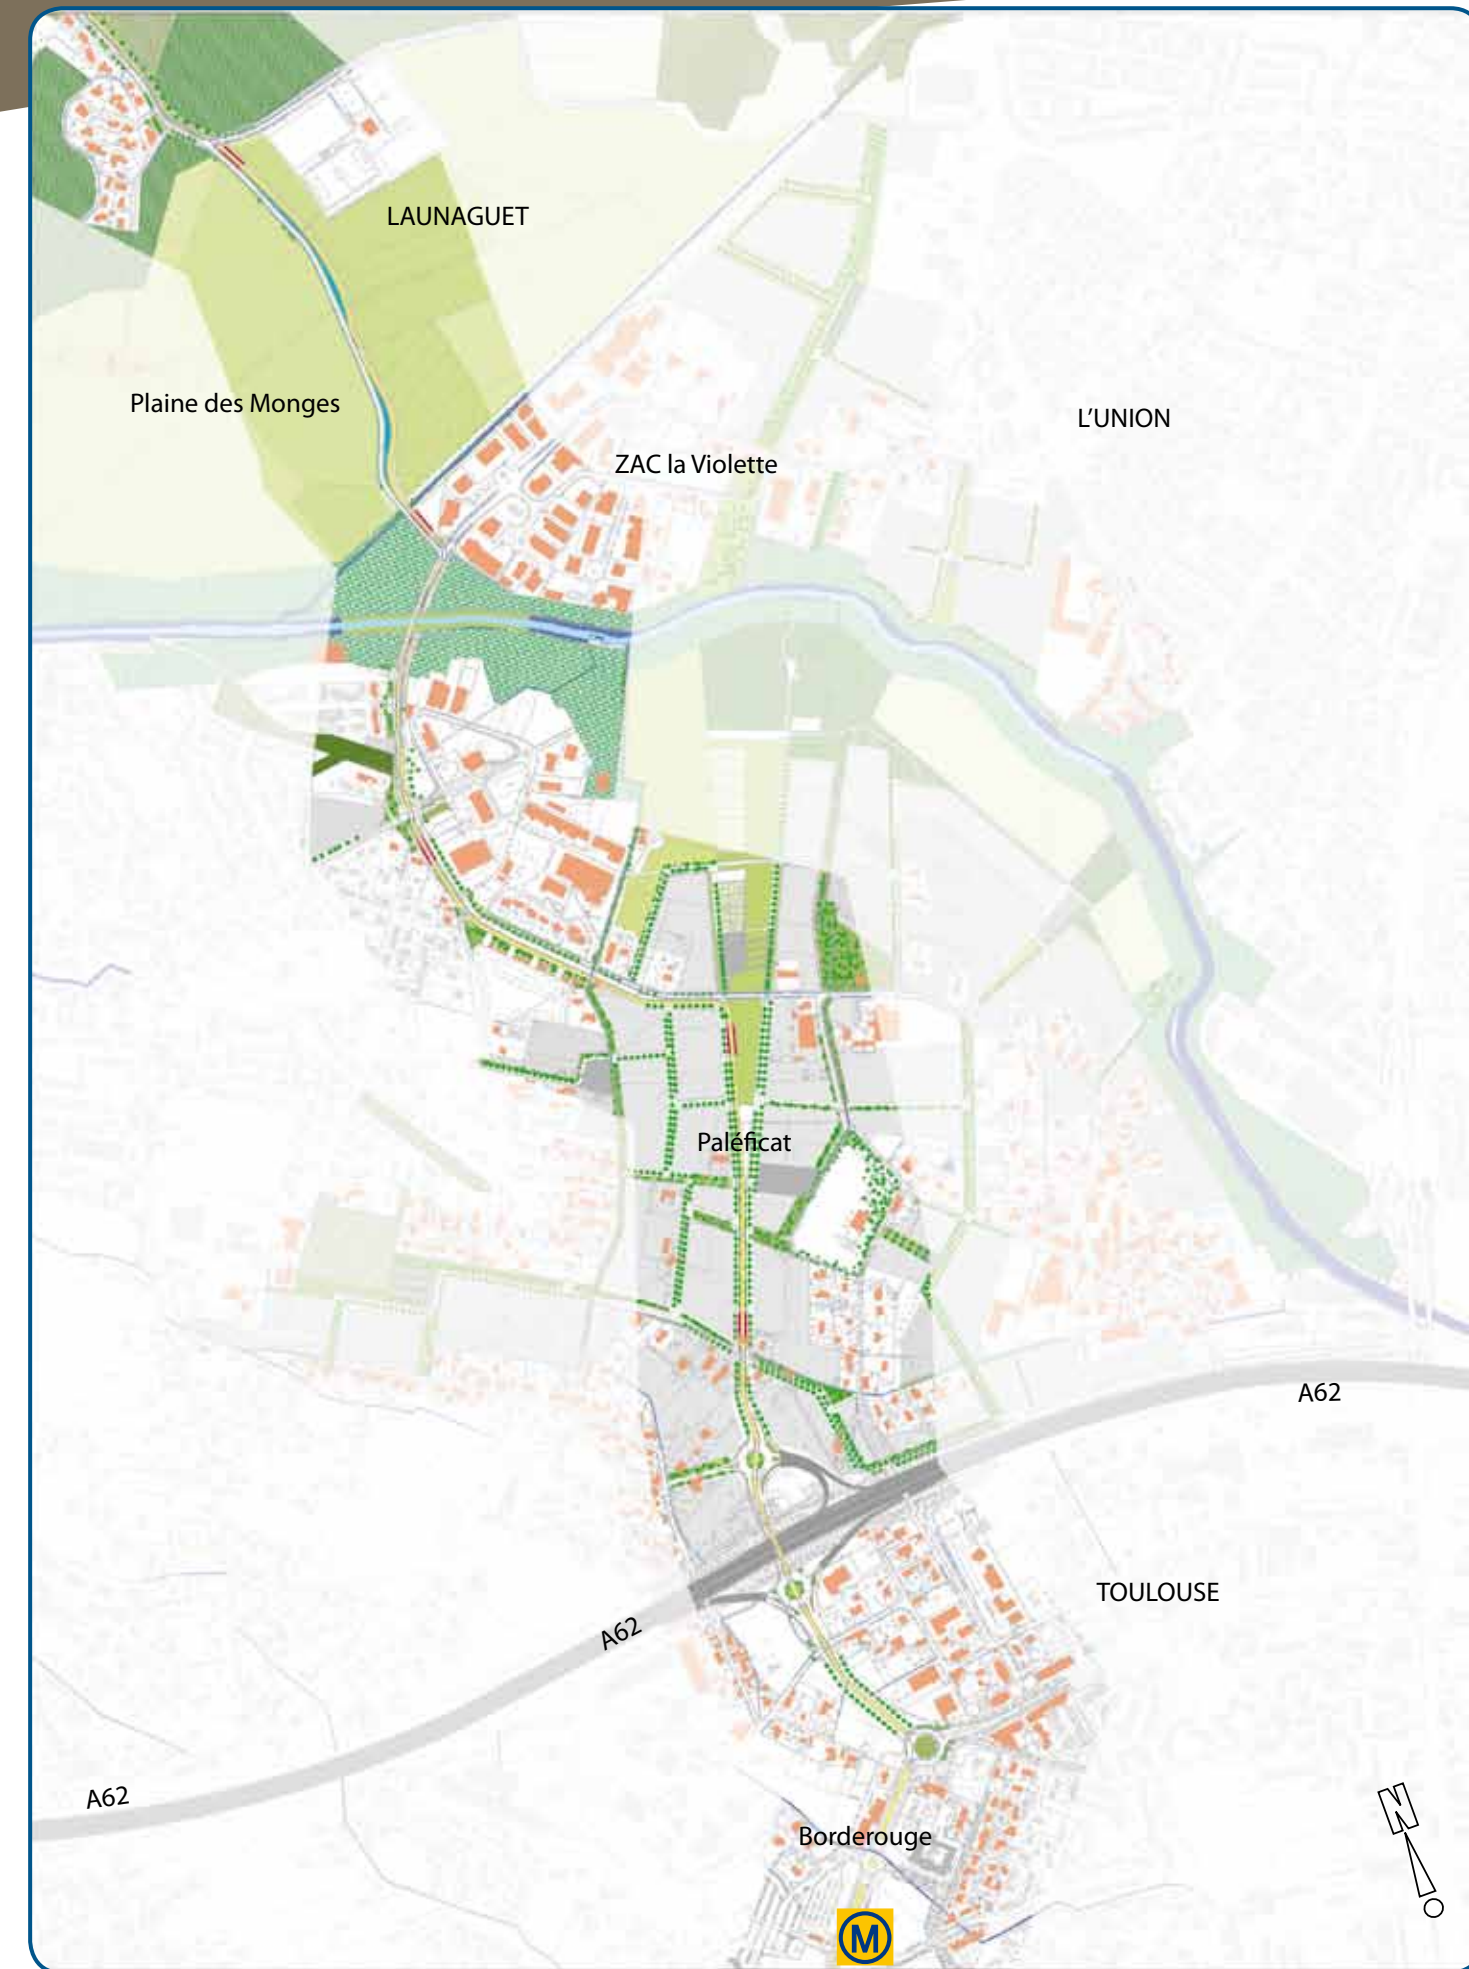 LAUNAGUET
Plaine des Monges
L'UNION
ZAC la Violette
Paléficat
A62
TOULOUSE
A62
A62
Borderouge
N
M